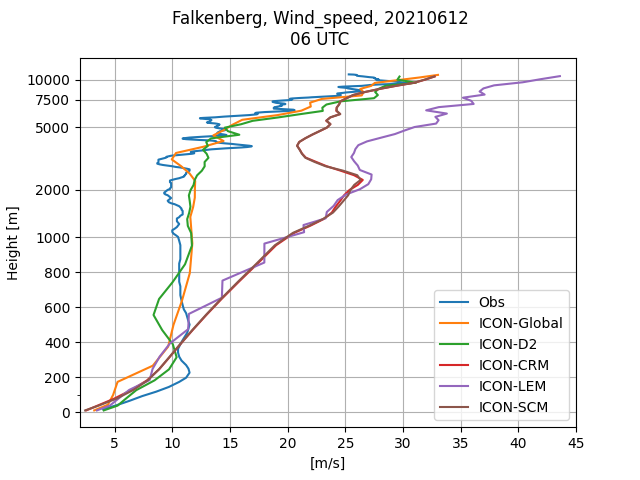 Falkenberg, Wind_speed, 20210612
06 UTC
10000
7500
5000
2000
1000
800
600
400
200
0
Height [m]
5 10 15 20 25 30 35 40 45
[m/s]
Obs
ICON-Global
ICON-D2
ICON-CRM
ICON-LEM
ICON-SCM